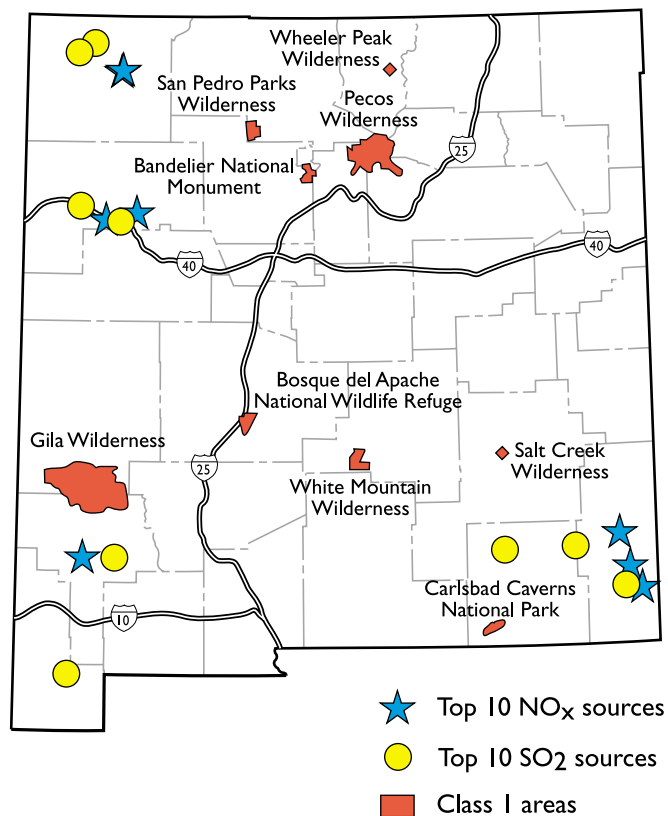 Wheeler Peak
Wilderness
San Pedro Parks
Wilderness
Pecos
Wilderness
25
Bandelier National
Monument
40
40
Bosque del Apache
National Wildlife Refuge
Gila Wilderness
25
Salt Creek
Wilderness
White Mountain
Wilderness
Carlsbad Caverns
National Park
10
Top 10 NOx sources
Top 10 SO2 sources
Class 1 areas